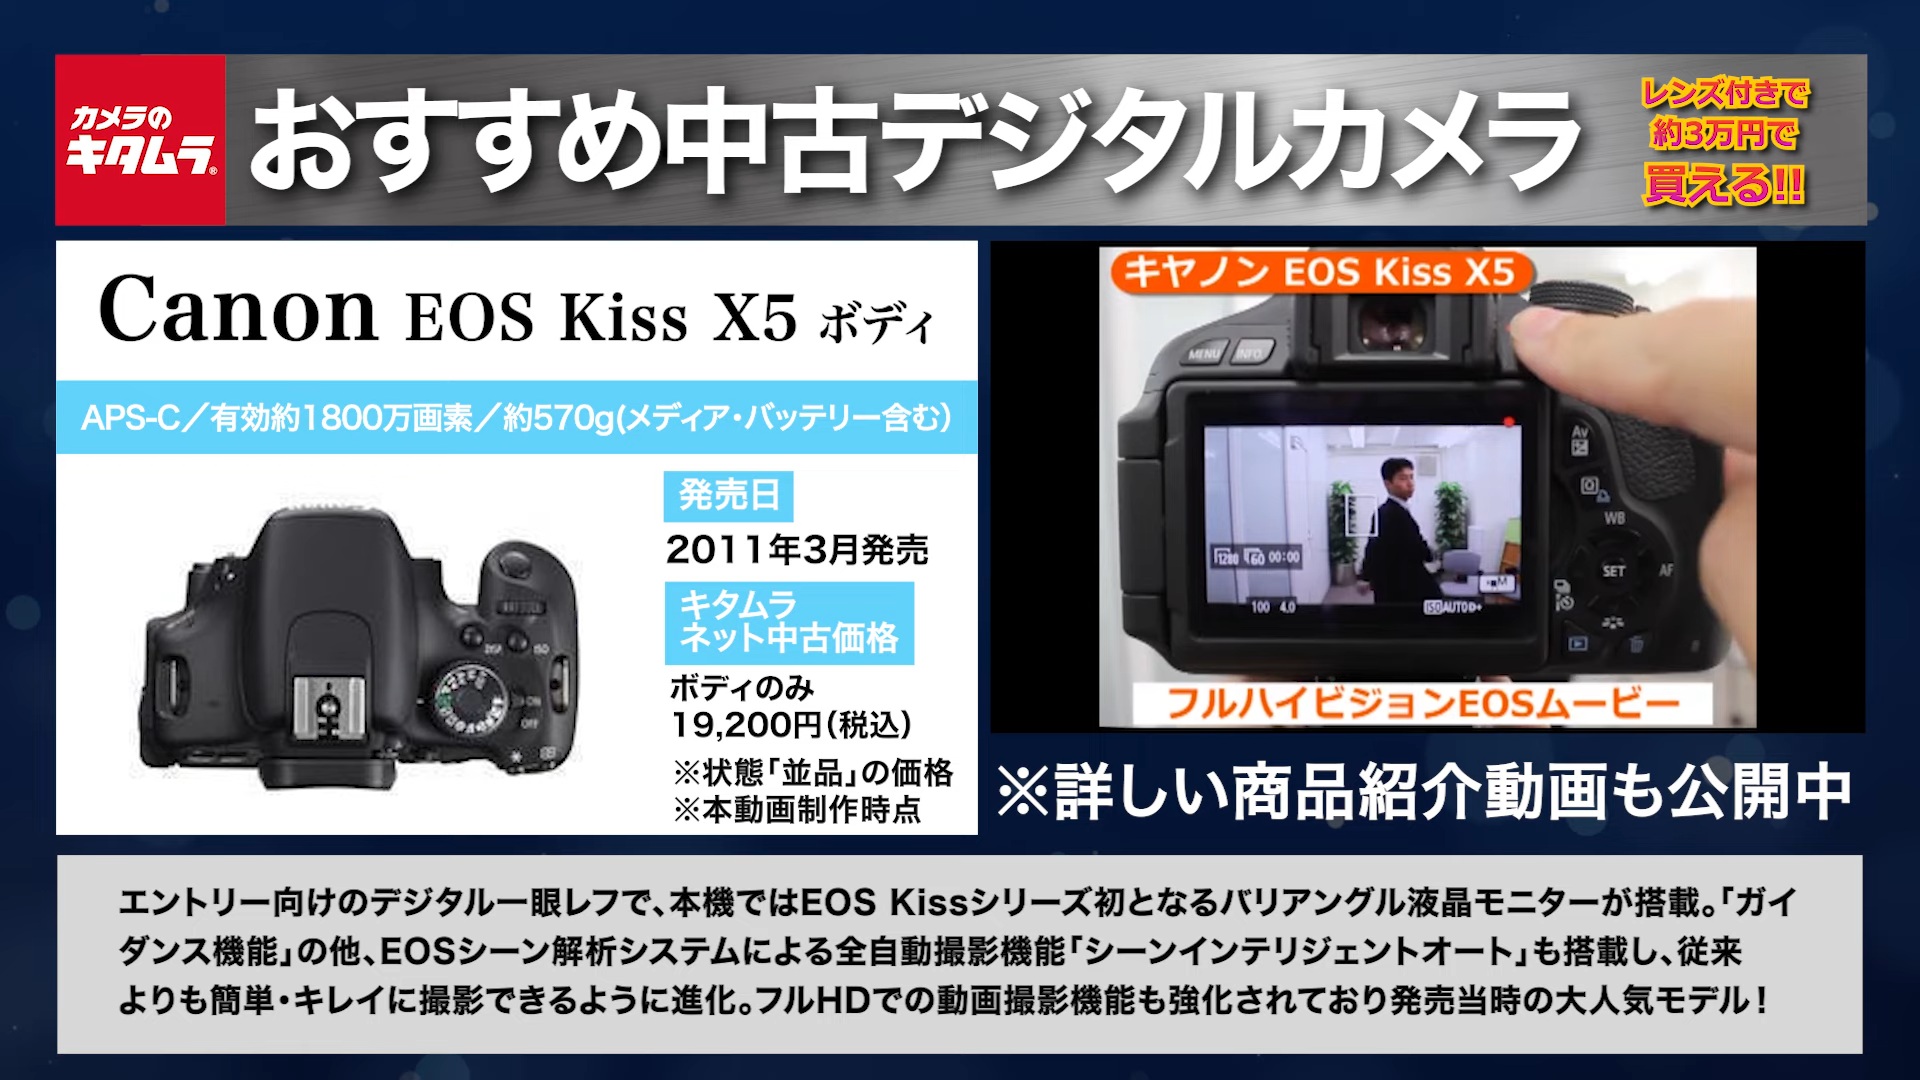 カメラの
キタムラ®
おすすめ中古デジタルカメラ
レンズ付きで
約3万円で
買える!!
Canon EOS Kiss X5 ボディ
APS-C／有効約1800万画素／約570g(メディア・バッテリー含む)
発売日
2011年3月発売
キタムラ
ネット中古価格
ボディのみ
19,200円(税込)
※状態「並品」の価格
※本動画制作時点
DISP ISO
ON
OFF
キヤノン EOS Kiss X5
MENU INFO
Av
Q
WB
SET
AF
1280 60 00:00
M
100 4.0
ISO AUTO D+
フルハイビジョンEOSムービー
※詳しい商品紹介動画も公開中
エントリー向けのデジタル一眼レフで、本機ではEOS Kissシリーズ初となるバリアングル液晶モニターが搭載。「ガイ
ダンス機能」の他、EOSシーン解析システムによる全自動撮影機能「シーンインテリジェントオート」も搭載し、従来
よりも簡単・キレイに撮影できるように進化。フルHDでの動画撮影機能も強化されており発売当時の大人気モデル！